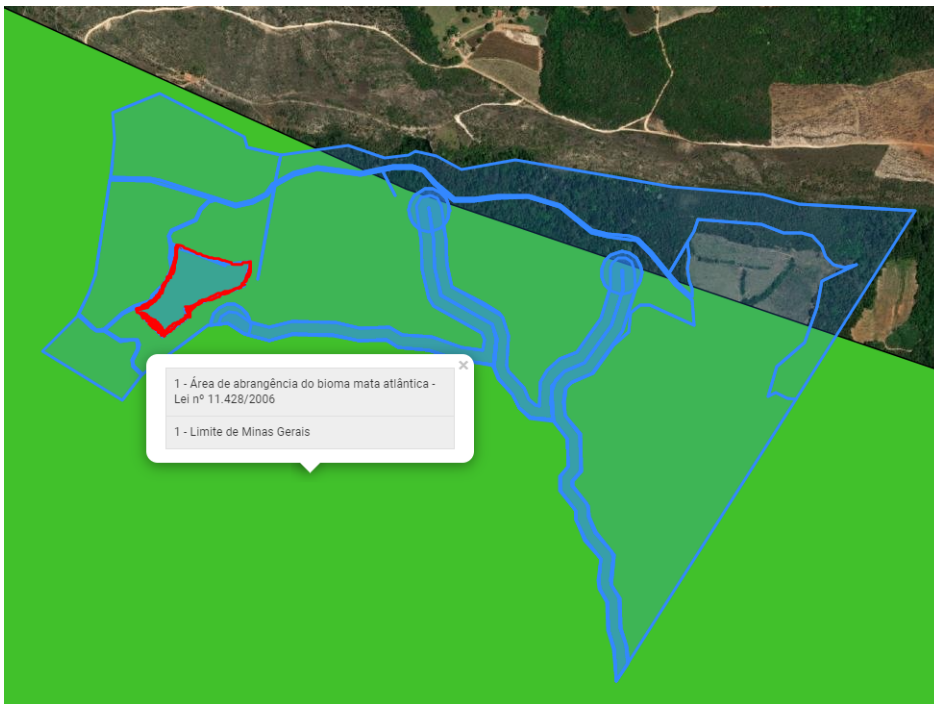 1 - Área de abrangência do bioma mata atlântica -
Lei nº 11.428/2006
1 - Limite de Minas Gerais